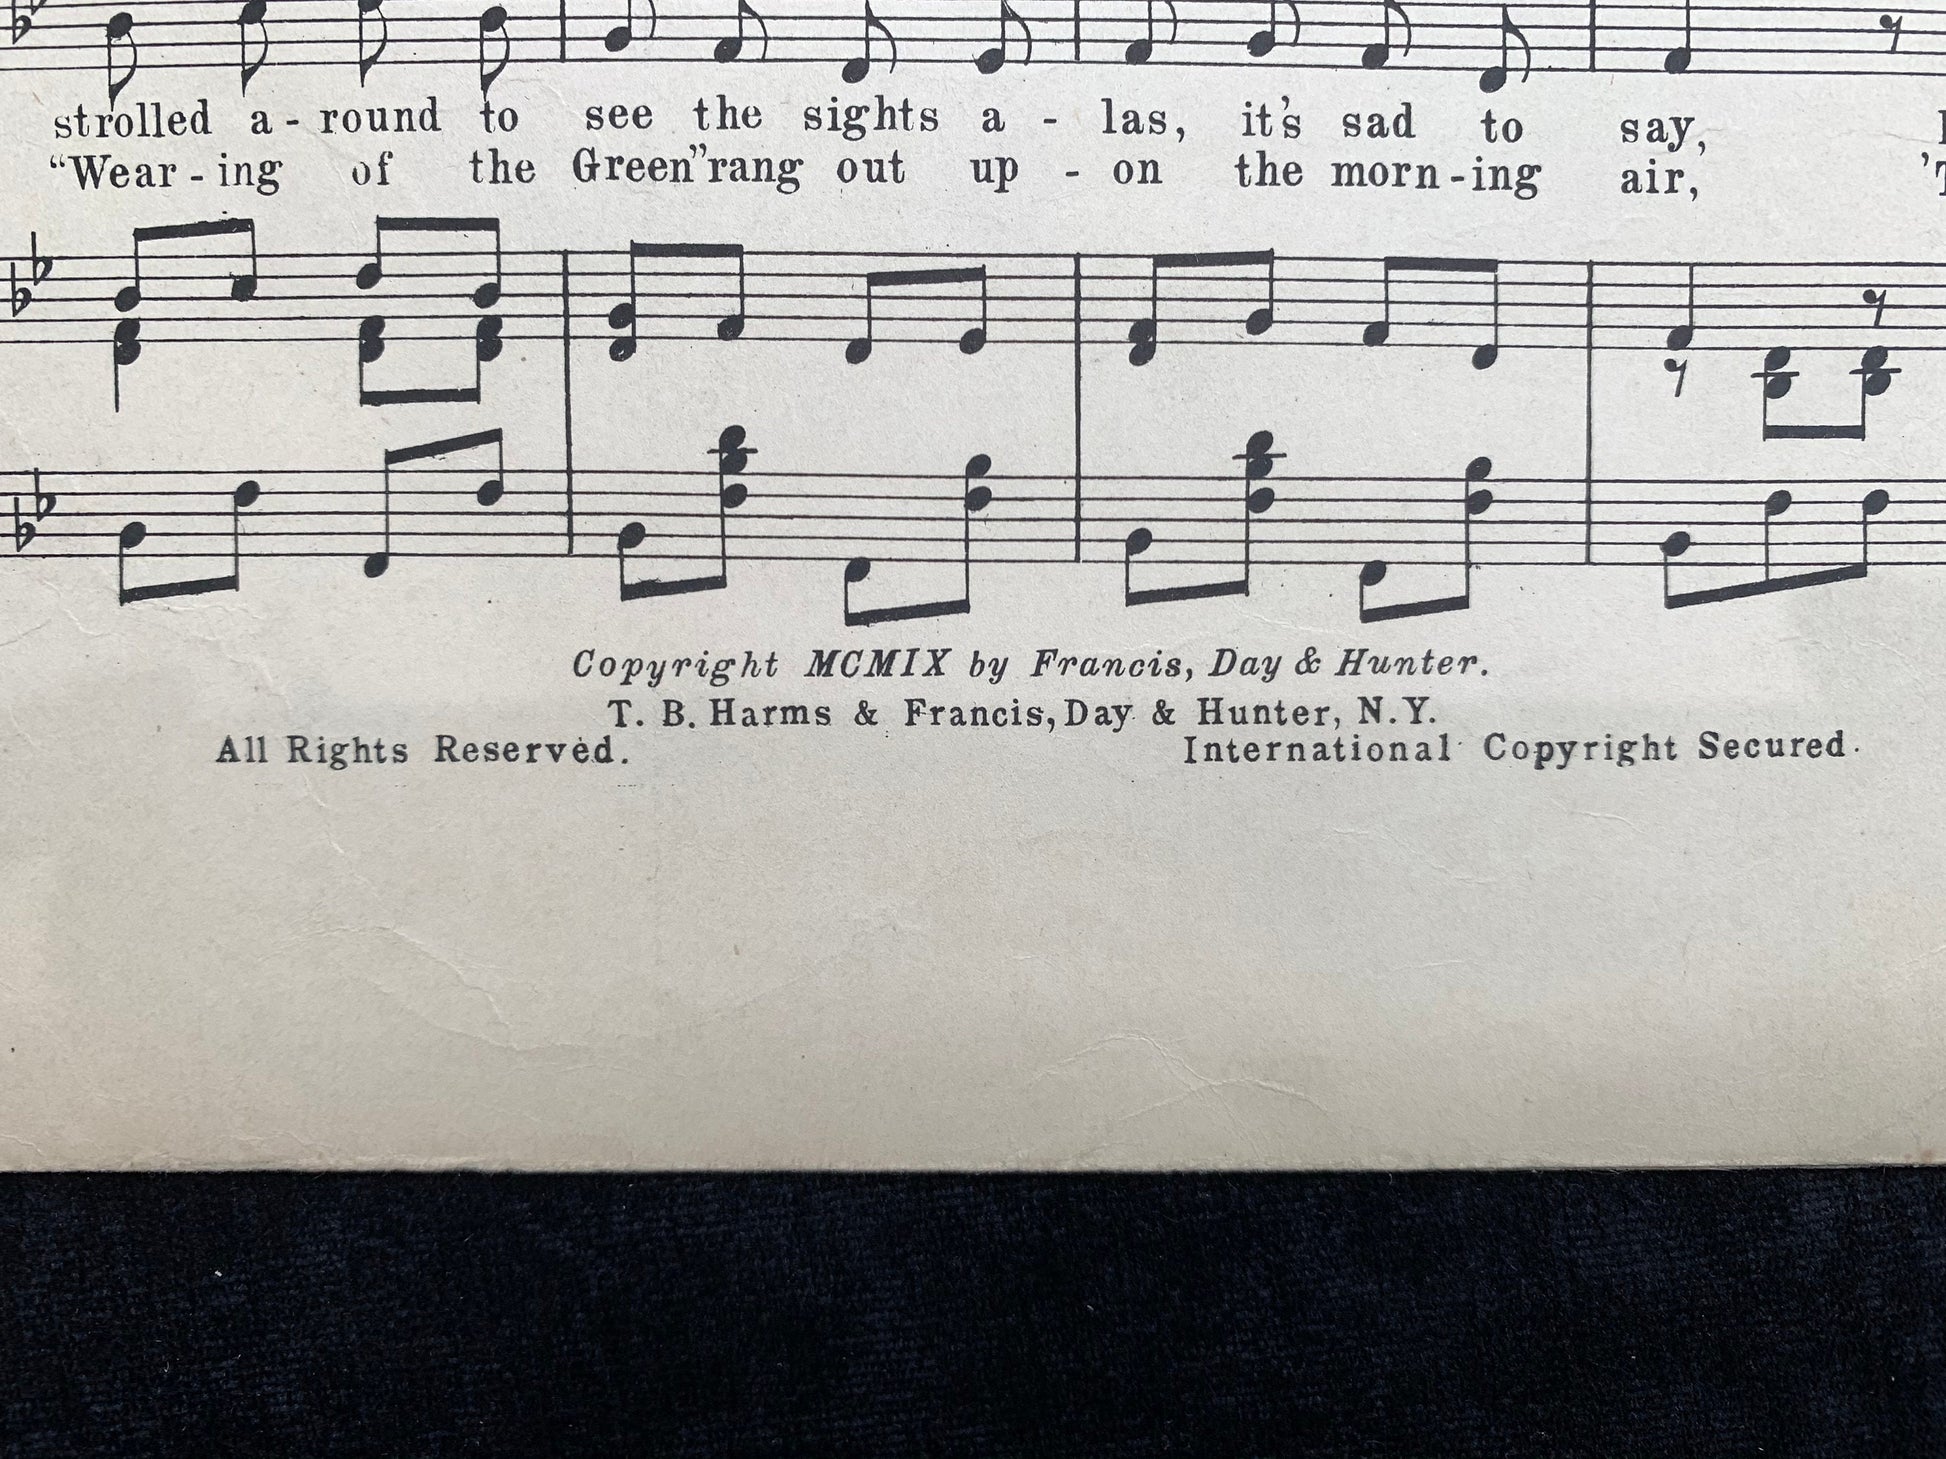 strolled a - round to see the sights a - las, it's sad to say,
“Wear - ing of the Green” rang out up - on the morn - ing air,
Copyright MCMIX by Francis, Day & Hunter.
T. B. Harms & Francis, Day & Hunter, N.Y.
All Rights Reserved. International Copyright Secured.